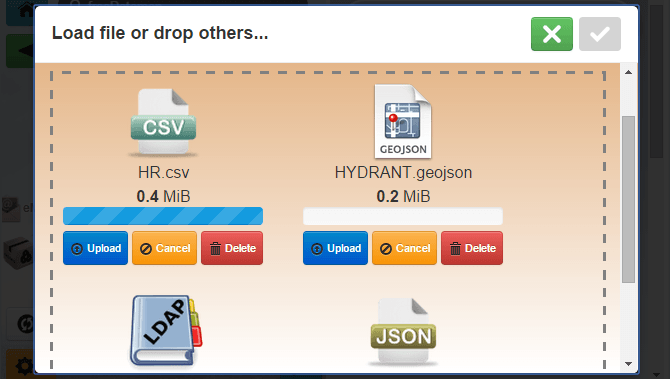 Load file or drop others...
CSV
GEOJSON
HR.csv
HYDRANT.geojson
0.4 MiB
0.2 MiB
Upload Cancel Delete
Upload Cancel Delete
LDAP
JSON